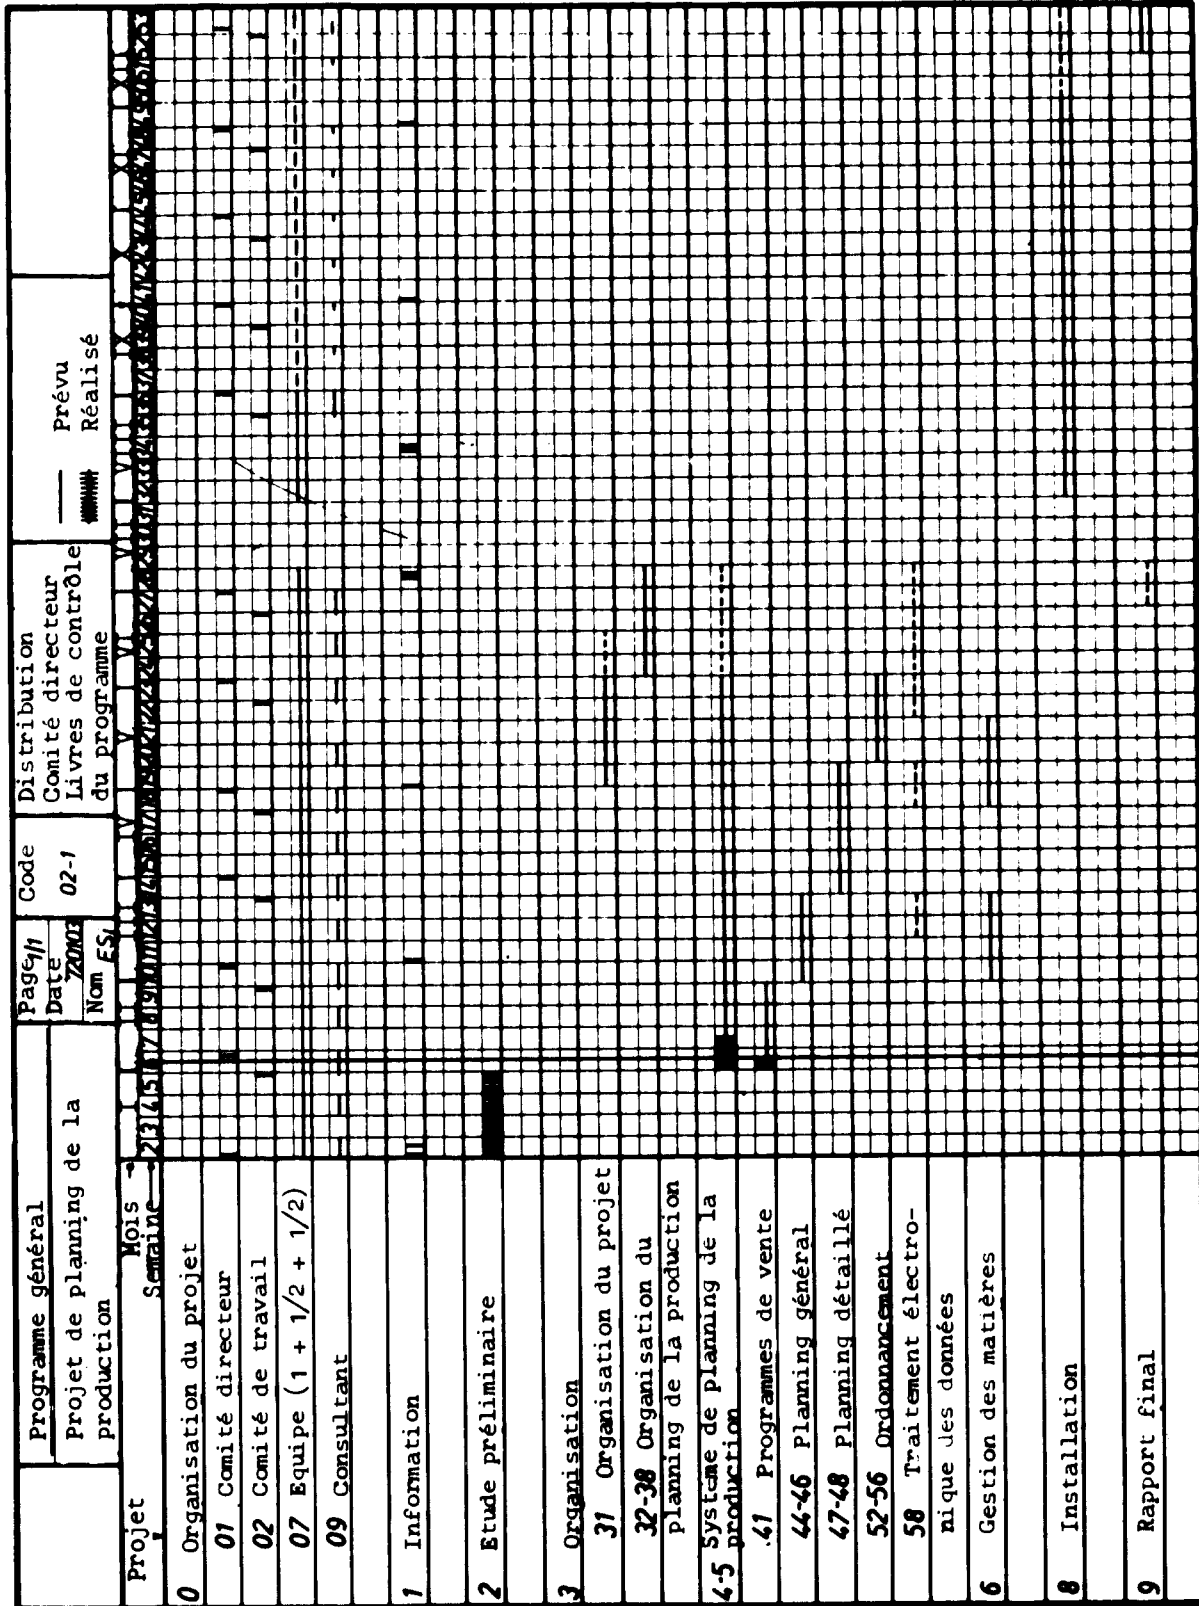 Programme général
Projet de planning de la
production
Page 1/1
Date 720103
Nom ESI
Code
02-1
Distribution
Comité directeur
Livres de contrôle
du programme
Prévu
Réalisé
Projet
Mois
Semaine
0 Organisation du projet
01 Comité directeur
02 Comité de travail
07 Equipe (1 + 1/2 + 1/2)
09 Consultant
1 Information
2 Etude préliminaire
3 Organisation
31 Organisation du projet
32-38 Organisation du
planning de la production
4-5 Système de planning de la
production
.41 Programmes de vente
44-46 Planning général
47-48 Planning détaillé
52-56 Ordonnancement
58 Traitement électro-
nique des données
6 Gestion des matières
8 Installation
9 Rapport final